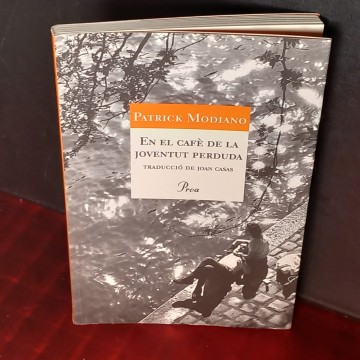 PATRICK MODIANO
EN EL CAFÈ DE LA
JOVENTUT PERDUDA
TRADUCCIÓ DE JOAN CASAS
Proa